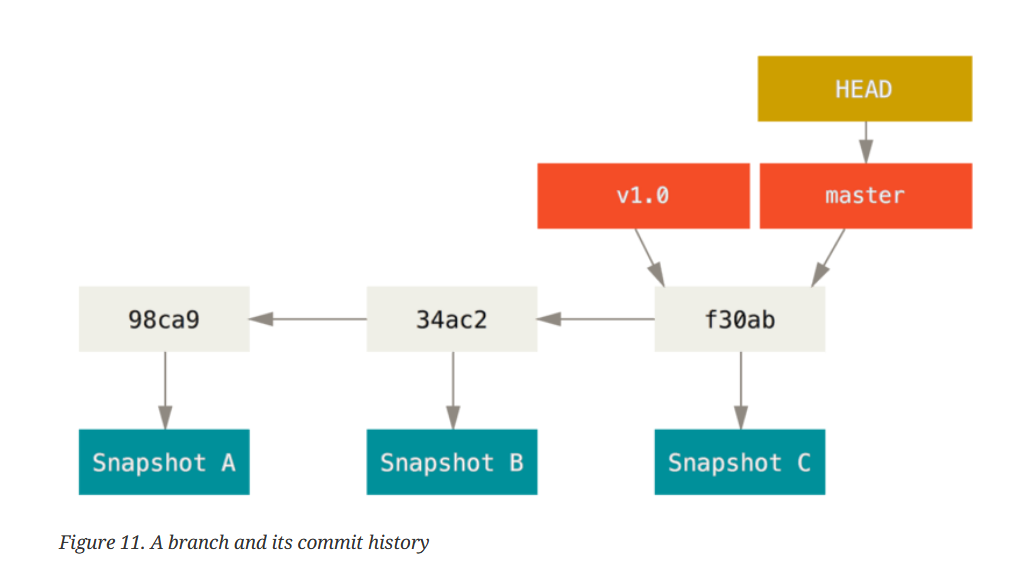 HEAD
v1.0 master
98ca9 34ac2 f30ab
Snapshot A Snapshot B Snapshot C
Figure 11. A branch and its commit history